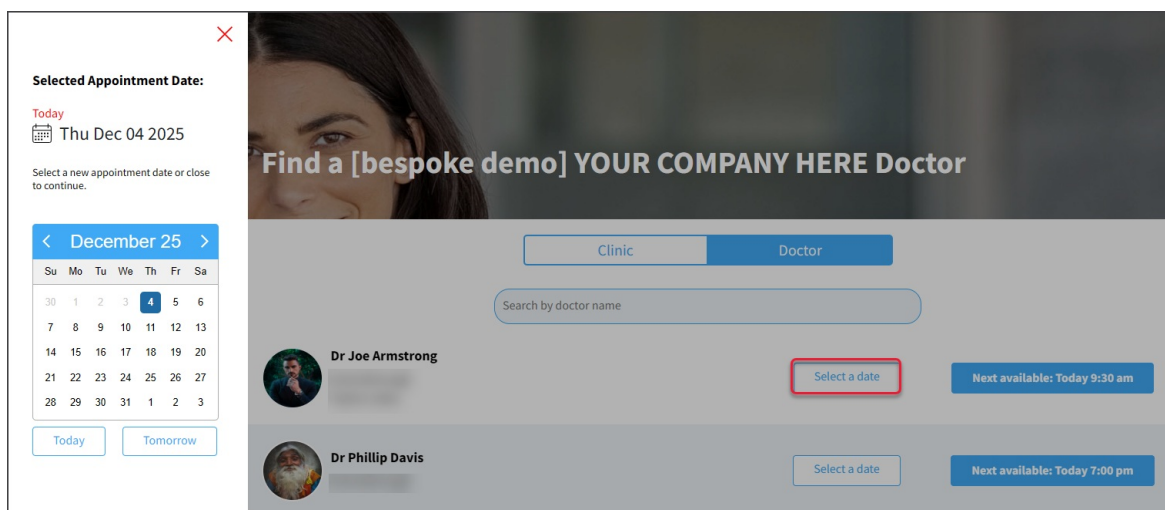 Selected Appointment Date:
Today
Thu Dec 04 2025
Select a new appointment date or close
to continue.
December 25
Su Mo Tu We Th Fr Sa
30 1 2 3 4 5 6
7 8 9 10 11 12 13
14 15 16 17 18 19 20
21 22 23 24 25 26 27
28 29 30 31 1 2 3
Today Tomorrow
Find a [bespoke demo] YOUR COMPANY HERE Doctor
Clinic Doctor
Search by doctor name
Dr Joe Armstrong
Select a date Next available: Today 9:30 am
Dr Phillip Davis
Select a date Next available: Today 7:00 pm